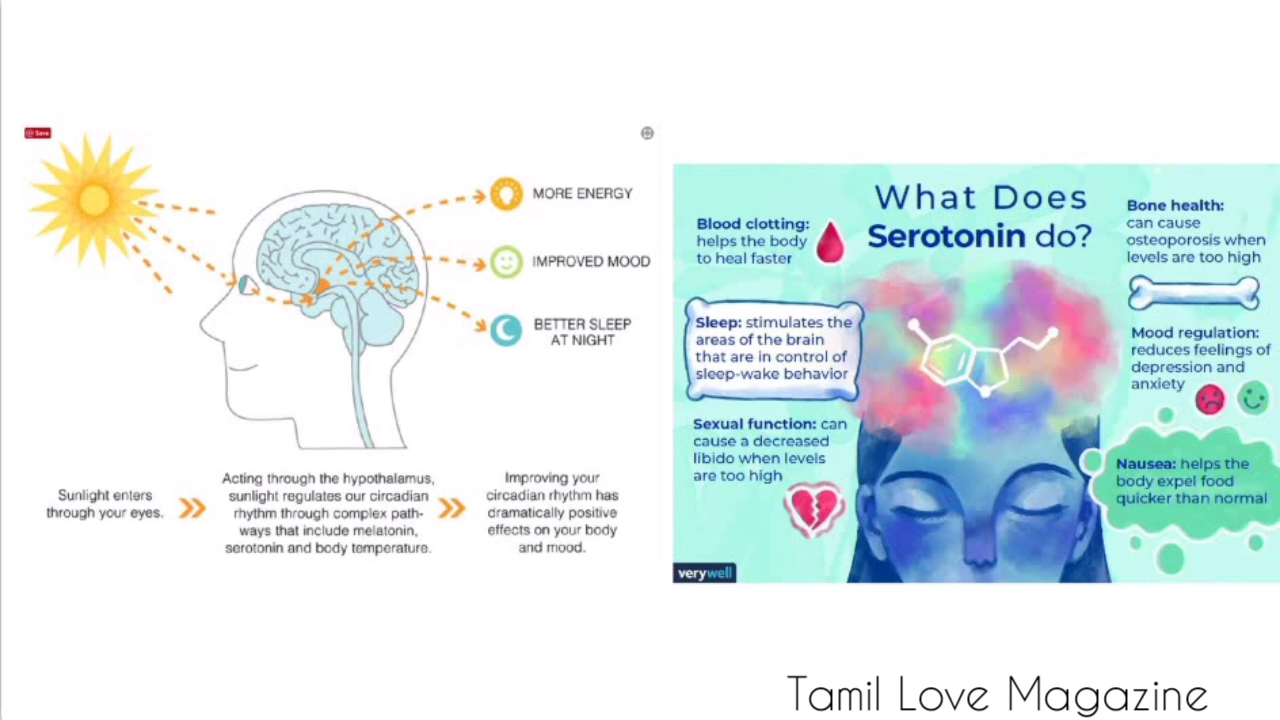 Save
MORE ENERGY
IMPROVED MOOD
BETTER SLEEP
AT NIGHT
Sunlight enters
through your eyes.
Acting through the hypothalamus,
sunlight regulates our circadian
rhythm through complex path-
ways that include melatonin,
serotonin and body temperature.
Improving your
circadian rhythm has
dramatically positive
effects on your body
and mood.
What Does
Serotonin do?
Blood clotting:
helps the body
to heal faster
Sleep: stimulates the
areas of the brain
that are in control of
sleep-wake behavior
Sexual function: can
cause a decreased
libido when levels
are too high
Bone health:
can cause
osteoporosis when
levels are too high
Mood regulation:
reduces feelings of
depression and
anxiety
Nausea: helps the
body expel food
quicker than normal
verywell
Tamil Love Magazine